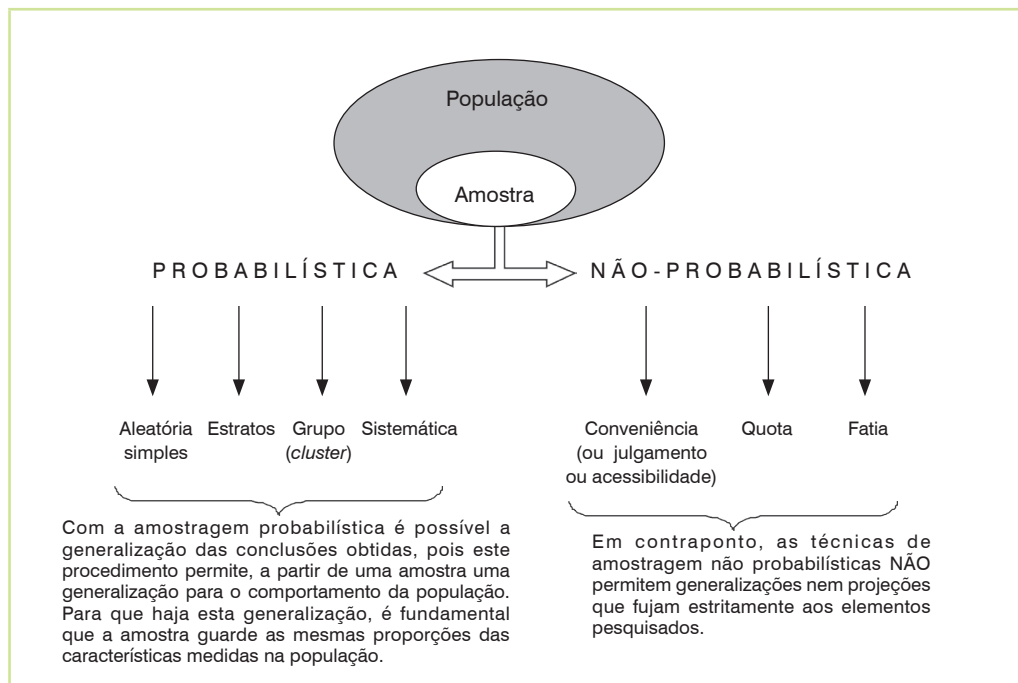 População
Amostra
PROBABILÍSTICA
NÃO-PROBABILÍSTICA
Aleatória simples
Estratos
Grupo
(cluster)
Sistemática
Conveniência
(ou julgamento
ou acessibilidade)
Quota
Fatia
Com a amostragem probabilística é possível a
generalização das conclusões obtidas, pois este
procedimento permite, a partir de uma amostra uma
generalização para o comportamento da população.
Para que haja esta generalização, é fundamental
que a amostra guarde as mesmas proporções das
características medidas na população.
Em contraponto, as técnicas de
amostragem não probabilísticas NÃO
permitem generalizações nem projeções
que fujam estritamente aos elementos
pesquisados.